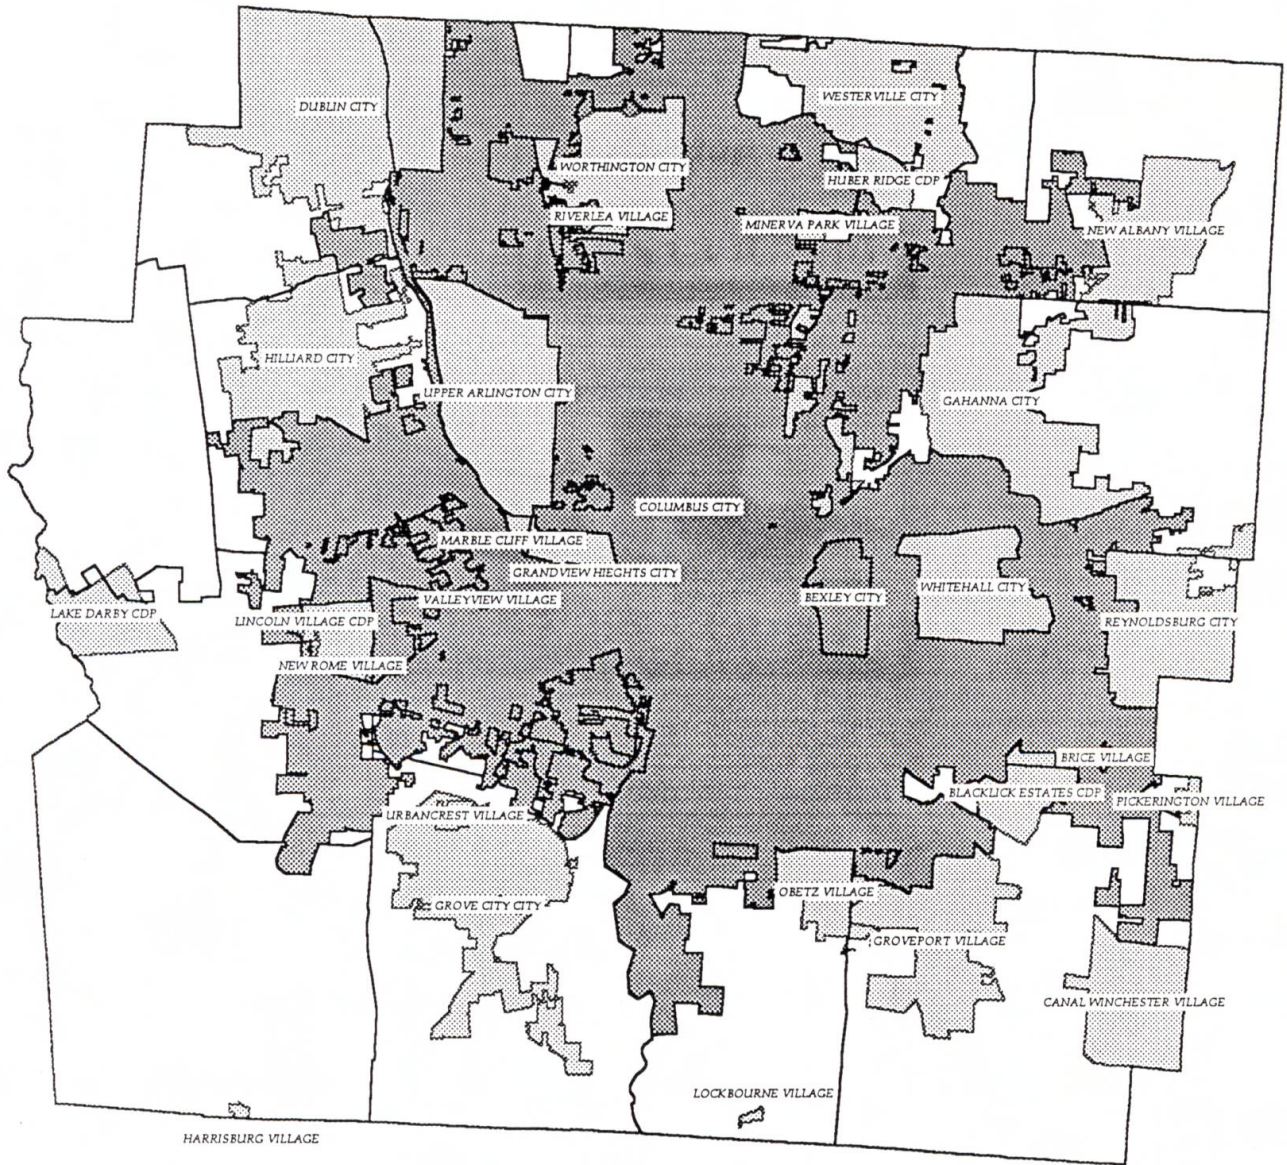 DUBLIN CITY
WESTERVILLE CITY
WORTHINGTON CITY
HUBER RIDGE CDP
RIVERLEA VILLAGE
MINERVA PARK VILLAGE
NEW ALBANY VILLAGE
HILLIARD CITY
UPPER ARLINGTON CITY
GAHANNA CITY
COLUMBUS CITY
MARBLE CLIFF VILLAGE
GRANDVIEW HIEGHTS CITY
WHITEHALL CITY
BEXLEY CITY
VALLEYVIEW VILLAGE
LAKE DARBY CDP
LINCOLN VILLAGE CDP
REYNOLDSBURG CITY
NEW ROME VILLAGE
BRICE VILLAGE
BLACKLICK ESTATES CDP
PICKERINGTON VILLAGE
URBANCREST VILLAGE
OBETZ VILLAGE
GROVE CITY CITY
GROVEPORT VILLAGE
CANAL WINCHESTER VILLAGE
LOCKBOURNE VILLAGE
HARRISBURG VILLAGE